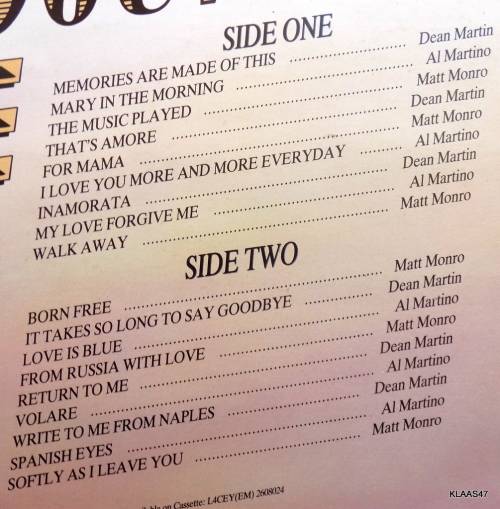 SIDE ONE
MEMORIES ARE MADE OF THIS ........ Dean Martin
MARY IN THE MORNING ........ Al Martino
THE MUSIC PLAYED ........ Matt Monro
THAT'S AMORE ........ Dean Martin
FOR MAMA ........ Matt Monro
I LOVE YOU MORE AND MORE EVERYDAY ........ Al Martino
INAMORATA ........ Dean Martin
MY LOVE FORGIVE ME ........ Al Martino
WALK AWAY ........ Matt Monro
SIDE TWO
BORN FREE ........ Matt Monro
IT TAKES SO LONG TO SAY GOODBYE ........ Dean Martin
LOVE IS BLUE ........ Al Martino
FROM RUSSIA WITH LOVE ........ Matt Monro
RETURN TO ME ........ Dean Martin
VOLARE ........ Al Martino
WRITE TO ME FROM NAPLES ........ Dean Martin
SPANISH EYES ........ Al Martino
SOFTLY AS I LEAVE YOU ........ Matt Monro
on Cassette: L4CEY(EM) 2608024
KLAAS47